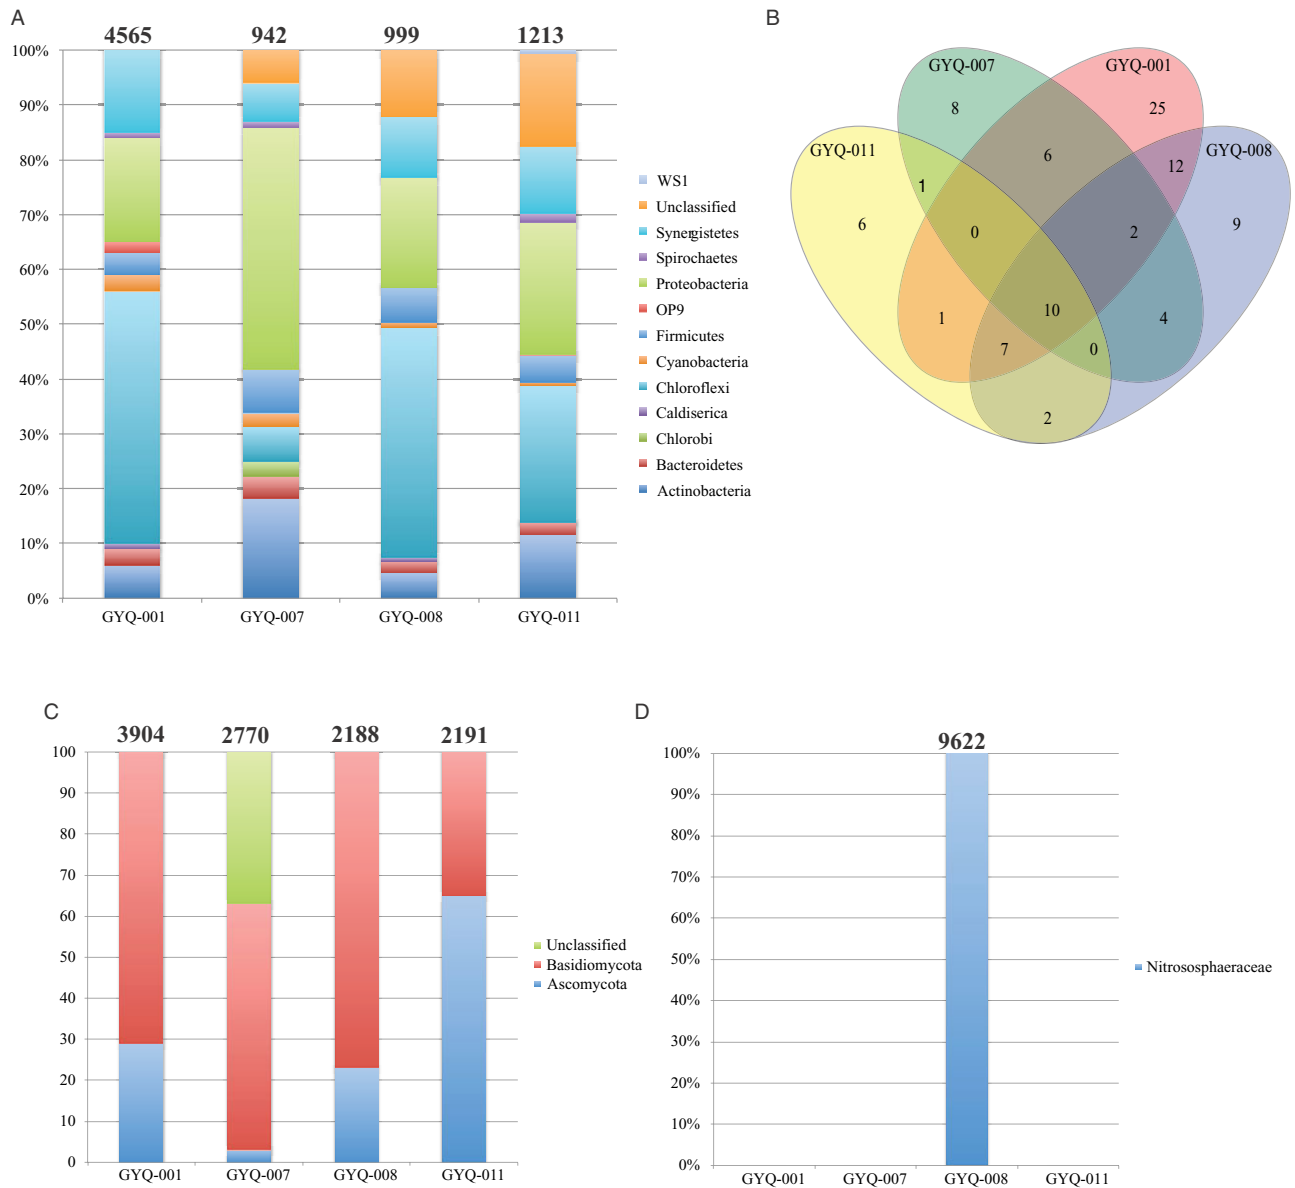 A
4565
942
999
1213
100%
90%
80%
70%
60%
50%
40%
30%
20%
10%
0%
GYQ-001
GYQ-007
GYQ-008
GYQ-011
WS1
Unclassified
Synergistetes
Spirochaetes
Proteobacteria
OP9
Firmicutes
Cyanobacteria
Chloroflexi
Caldiserica
Chlorobi
Bacteroidetes
Actinobacteria
B
GYQ-007
GYQ-001
GYQ-011
GYQ-008
8
25
6
12
1
6
0
2
9
1
10
4
7
0
2
C
3904
2770
2188
2191
100
90
80
70
60
50
40
30
20
10
0
GYQ-001
GYQ-007
GYQ-008
GYQ-011
Unclassified
Basidiomycota
Ascomycota
D
9622
100%
90%
80%
70%
60%
50%
40%
30%
20%
10%
0%
GYQ-001
GYQ-007
GYQ-008
GYQ-011
Nitrososphaeraceae